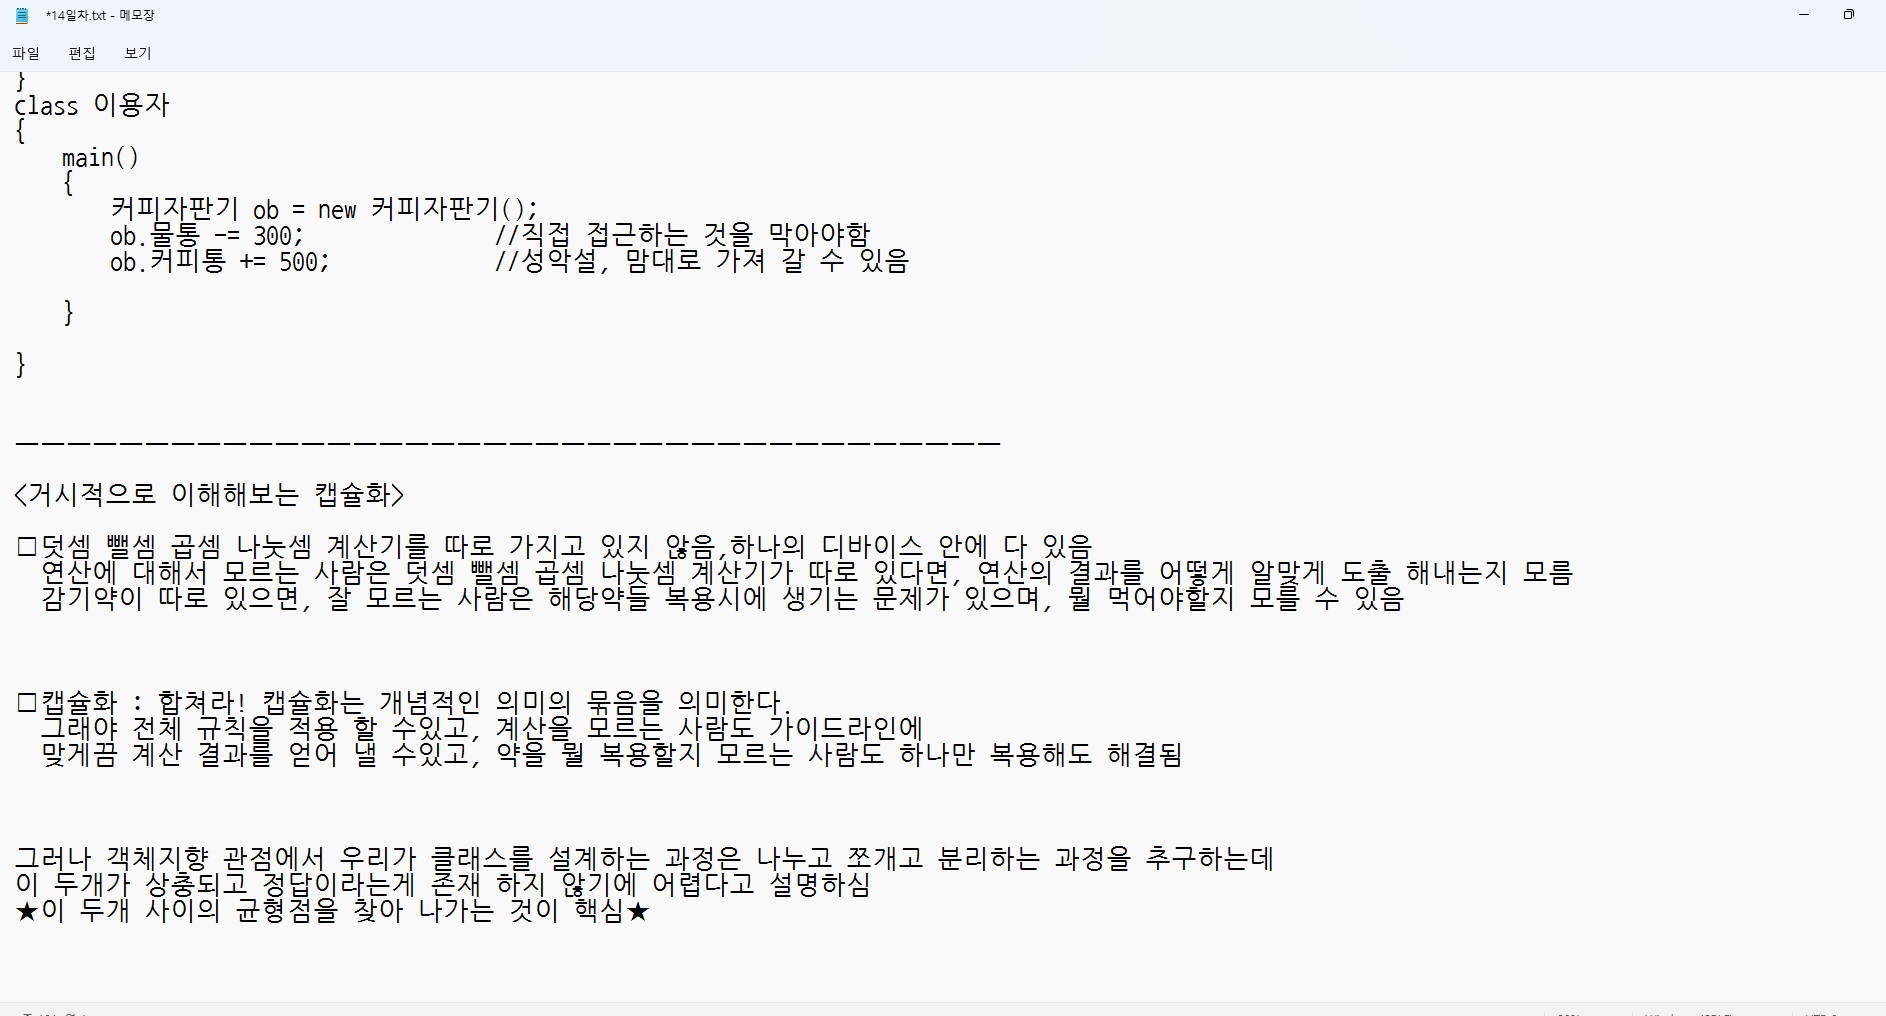 *14일차.txt - 메모장
파일 편집 보기
}
class 이용자
{
main()
{
커피자판기 ob = new 커피자판기();
ob.물통 -= 300; //직접 접근하는 것을 막아야함
ob.커피통 += 500; //성악설, 맘대로 가져 갈 수 있음
}
}
ㅡㅡㅡㅡㅡㅡㅡㅡㅡㅡㅡㅡㅡㅡㅡㅡㅡㅡㅡㅡㅡㅡㅡㅡㅡㅡㅡㅡㅡㅡㅡㅡㅡㅡㅡㅡㅡㅡ
<거시적으로 이해해보는 캡슐화>
□덧셈 뺄셈 곱셈 나눗셈 계산기를 따로 가지고 있지 않음,하나의 디바이스 안에 다 있음
연산에 대해서 모르는 사람은 덧셈 뺄셈 곱셈 나눗셈 계산기가 따로 있다면, 연산의 결과를 어떻게 알맞게 도출 해내는지 모름
감기약이 따로 있으면, 잘 모르는 사람은 해당약들 복용시에 생기는 문제가 있으며, 뭘 먹어야할지 모를 수 있음
□캡슐화 : 합쳐라! 캡슐화는 개념적인 의미의 묶음을 의미한다.
그래야 전체 규칙을 적용 할 수있고, 계산을 모르는 사람도 가이드라인에
맞게끔 계산 결과를 얻어 낼 수있고, 약을 뭘 복용할지 모르는 사람도 하나만 복용해도 해결됨
그러나 객체지향 관점에서 우리가 클래스를 설계하는 과정은 나누고 쪼개고 분리하는 과정을 추구하는데
이 두개가 상충되고 정답이라는게 존재 하지 않기에 어렵다고 설명하심
★이 두개 사이의 균형점을 찾아 나가는 것이 핵심★